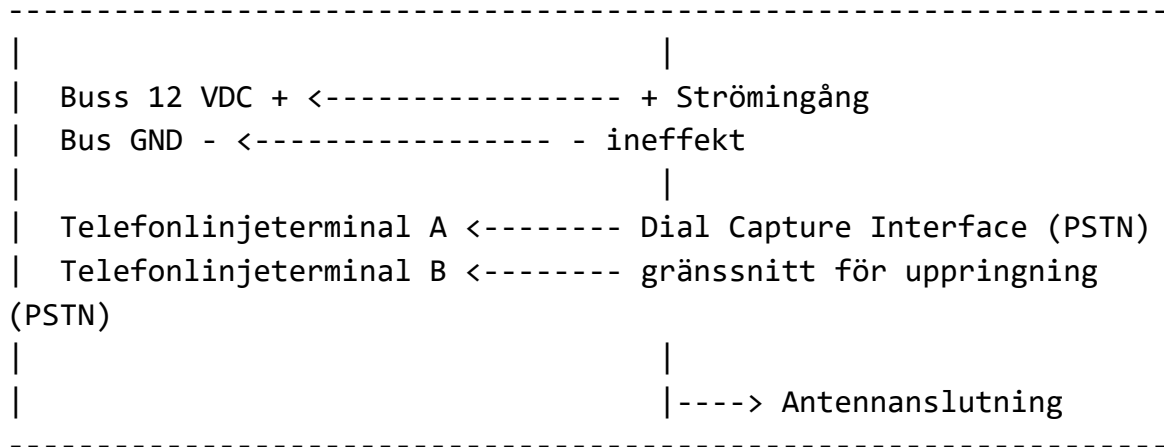 -------------------------------------------------------------------
|                                     |
|  Buss 12 VDC + <----------------- + Strömingång
|  Bus GND - <----------------- - ineffekt
|                                     |
|  Telefonlinjeterminal A <-------- Dial Capture Interface (PSTN)
|  Telefonlinjeterminal B <-------- gränssnitt för uppringning
(PSTN)
|                                     |
|                                     |----> Antennanslutning
-------------------------------------------------------------------